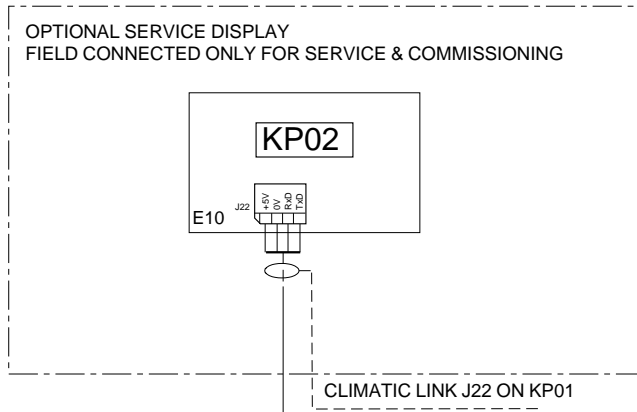 OPTIONAL SERVICE DISPLAY
FIELD CONNECTED ONLY FOR SERVICE & COMMISSIONING
KP02
J22
+5V
0V
RxD
TxD
E10
CLIMATIC LINK J22 ON KP01